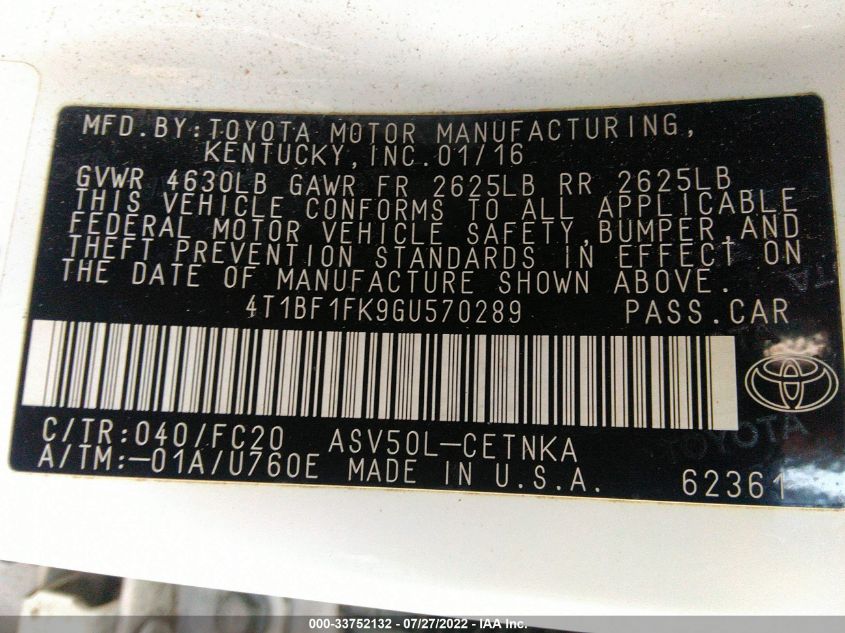 MFD.BY:TOYOTA MOTOR MANUFACTURING,
KENTUCKY,INC.01/16
GVWR 4630LB GAWR FR 2625LB RR 2625LB
THIS VEHICLE CONFORMS TO ALL APPLICABLE
FEDERAL MOTOR VEHICLE SAFETY,BUMPER,AND
THEFT PREVENTION STANDARDS IN EFFECT ON
THE DATE OF MANUFACTURE SHOWN ABOVE.
4T1BF1FK9GU570289 PASS.CAR
C/TR:040/FC20 ASV50L-CETNKA
TOYOTA
A/TM:-01A/U760E MADE IN U.S.A. 62361
000-33752132 - 07/27/2022 - IAA Inc.